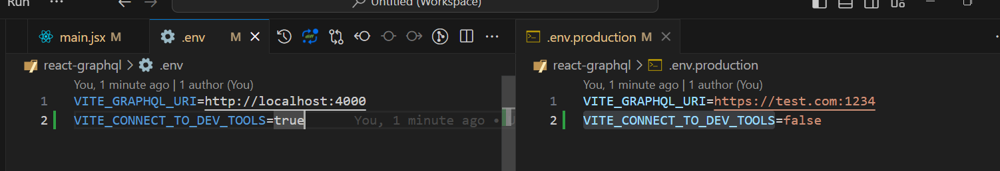 Run ··· Untitled (Workspace)
main.jsx M .env M
.env.production M
react-graphql > .env
You, 1 minute ago | 1 author (You)
1 VITE_GRAPHQL_URI=http://localhost:4000
2 VITE_CONNECT_TO_DEV_TOOLS=true You, 1 minute ago •
react-graphql > .env.production
You, 1 minute ago | 1 author (You)
1 VITE_GRAPHQL_URI=https://test.com:1234
2 VITE_CONNECT_TO_DEV_TOOLS=false